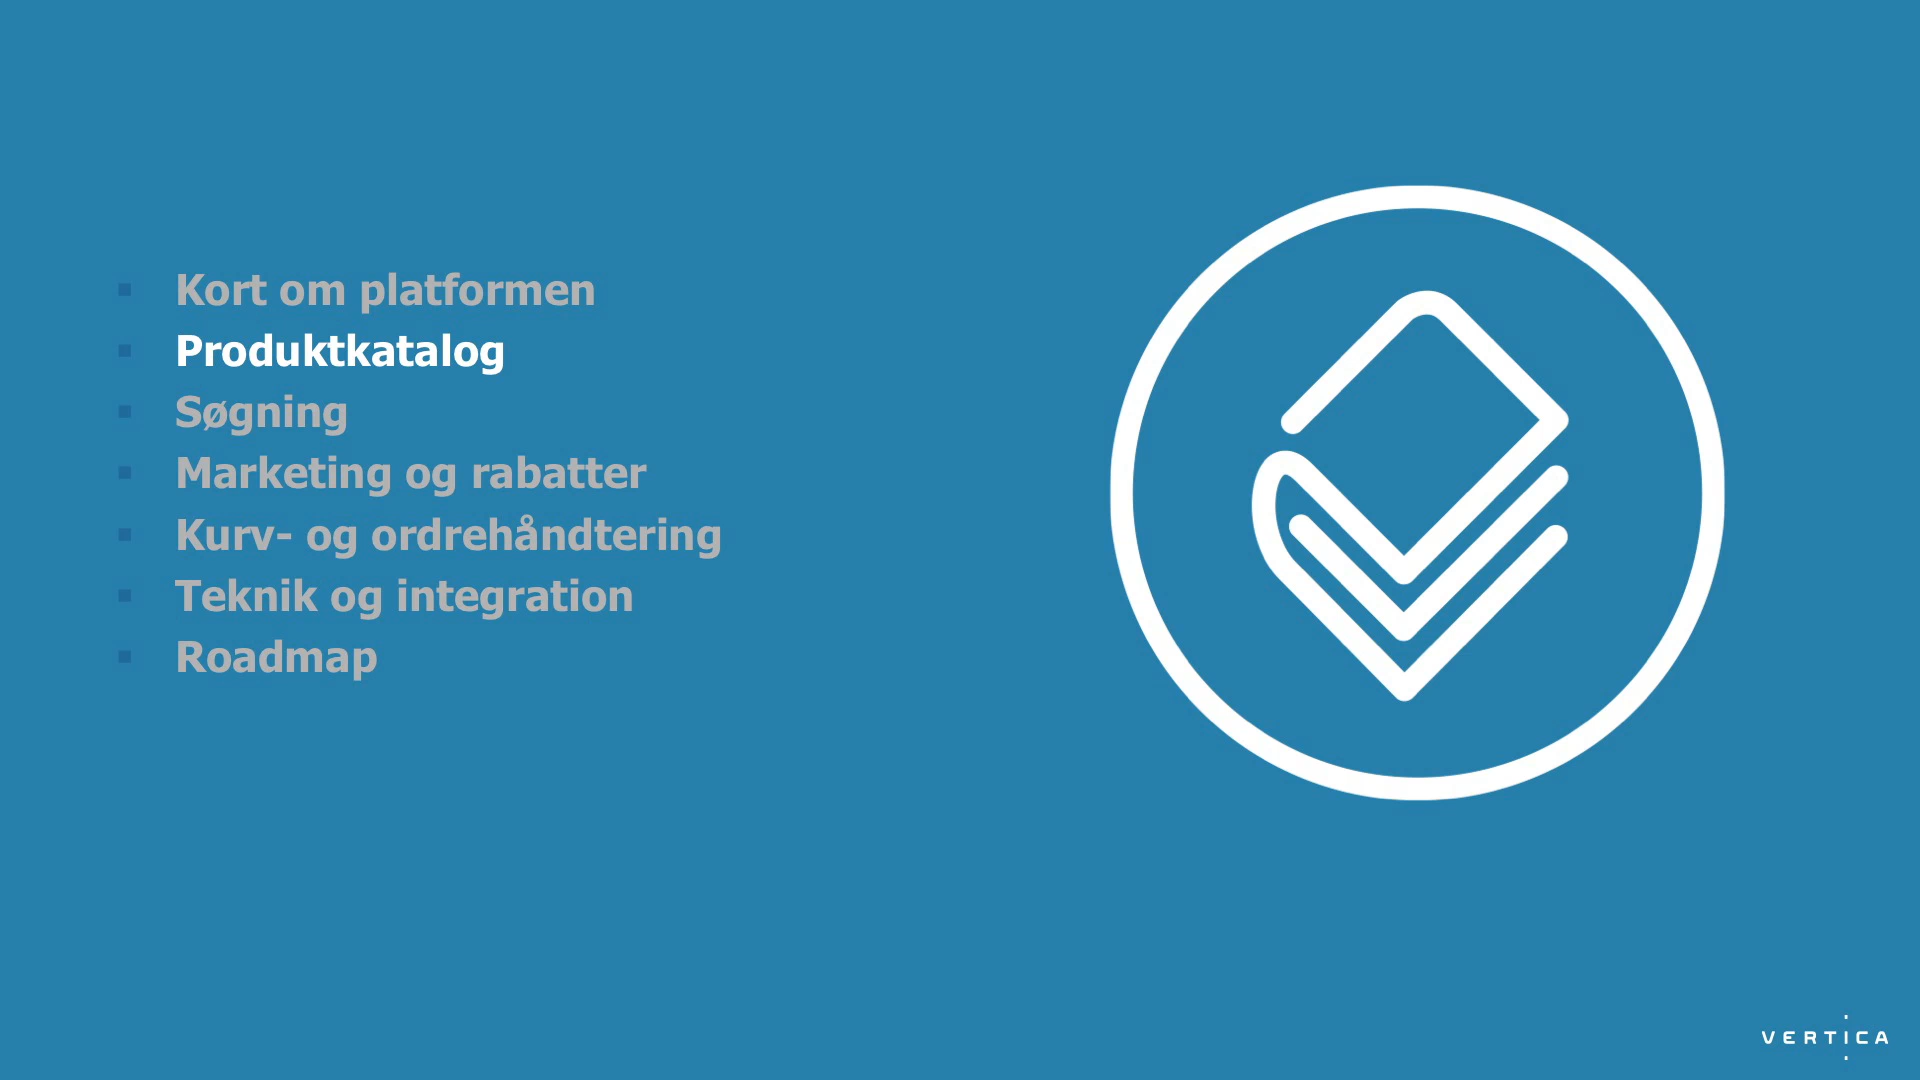 Kort om platformen
Produktkatalog
Søgning
Marketing og rabatter
Kurv- og ordrehåndtering
Teknik og integration
Roadmap
VERTICA